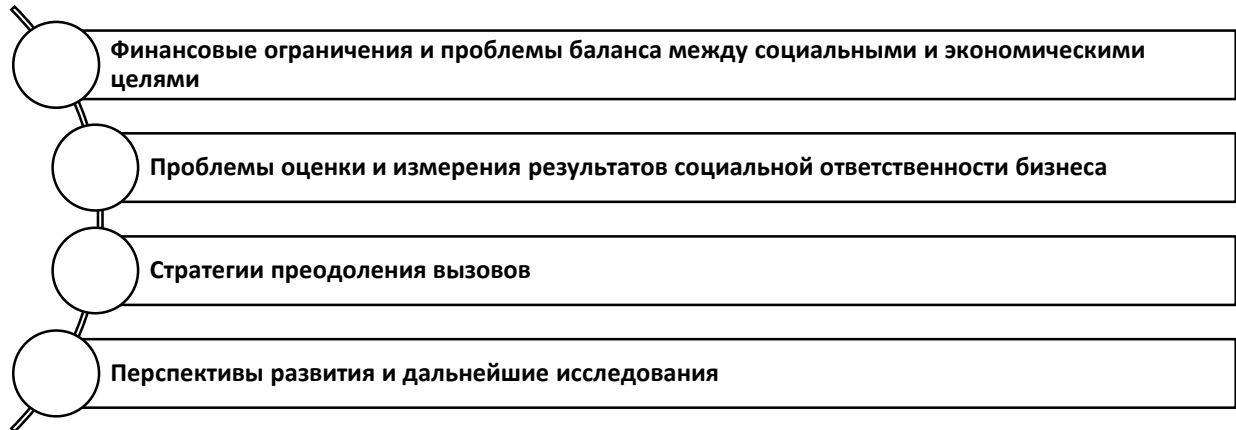 Финансовые ограничения и проблемы баланса между социальными и экономическими
целями
Проблемы оценки и измерения результатов социальной ответственности бизнеса
Стратегии преодоления вызовов
Перспективы развития и дальнейшие исследования